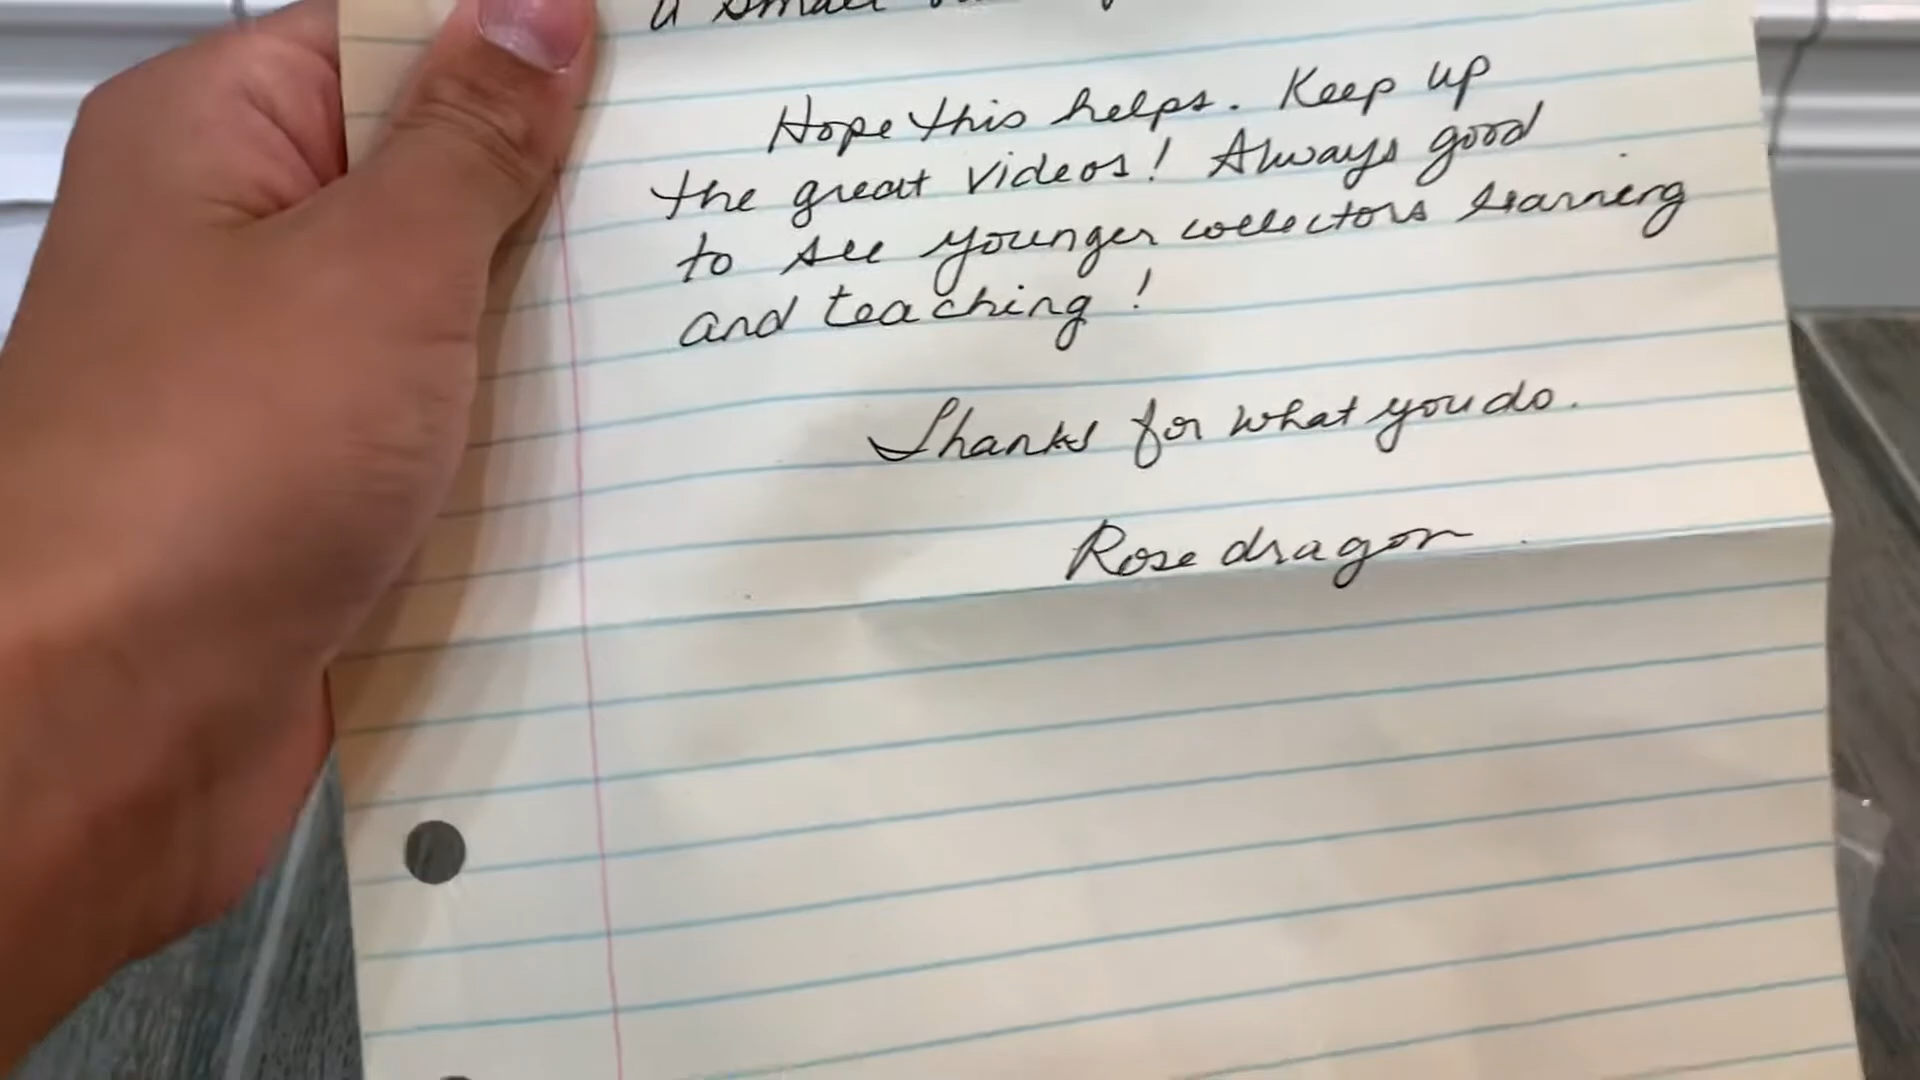 a small
Hope this helps. Keep up
the great videos! Always good
to see younger collectors learning
and teaching!
Thanks for what you do.
Rosedragon